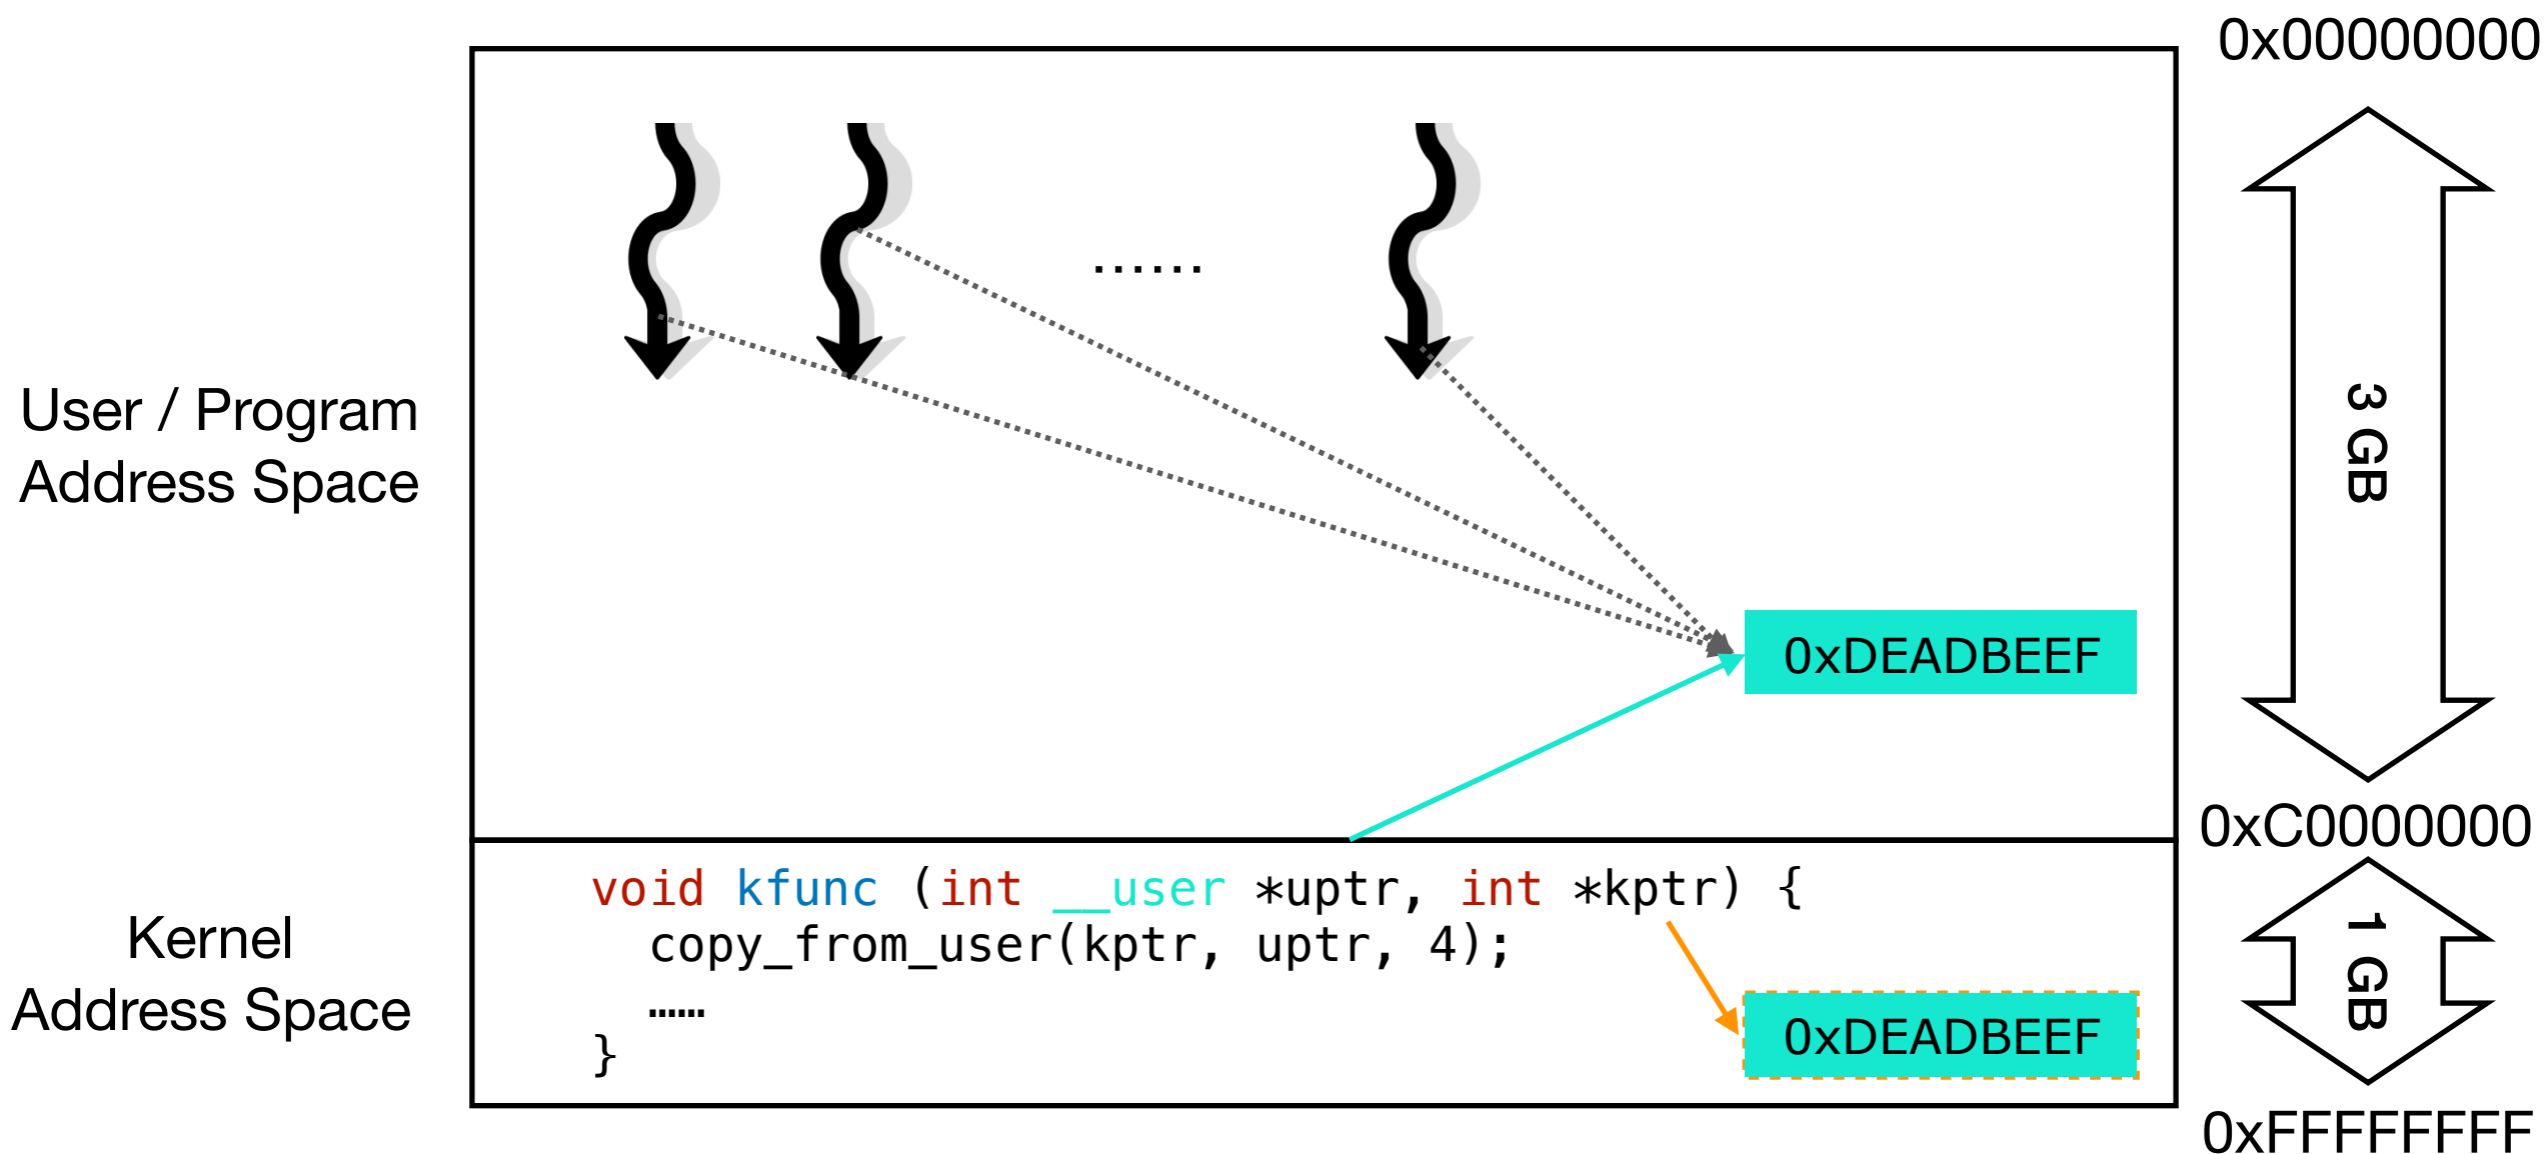 0x00000000
......
User / Program
Address Space
3 GB
0xDEADBEEF
0xC0000000
void kfunc (int __user *uptr, int *kptr) {
copy_from_user(kptr, uptr, 4);
……
}
Kernel
Address Space
1 GB
0xDEADBEEF
0xFFFFFFFF